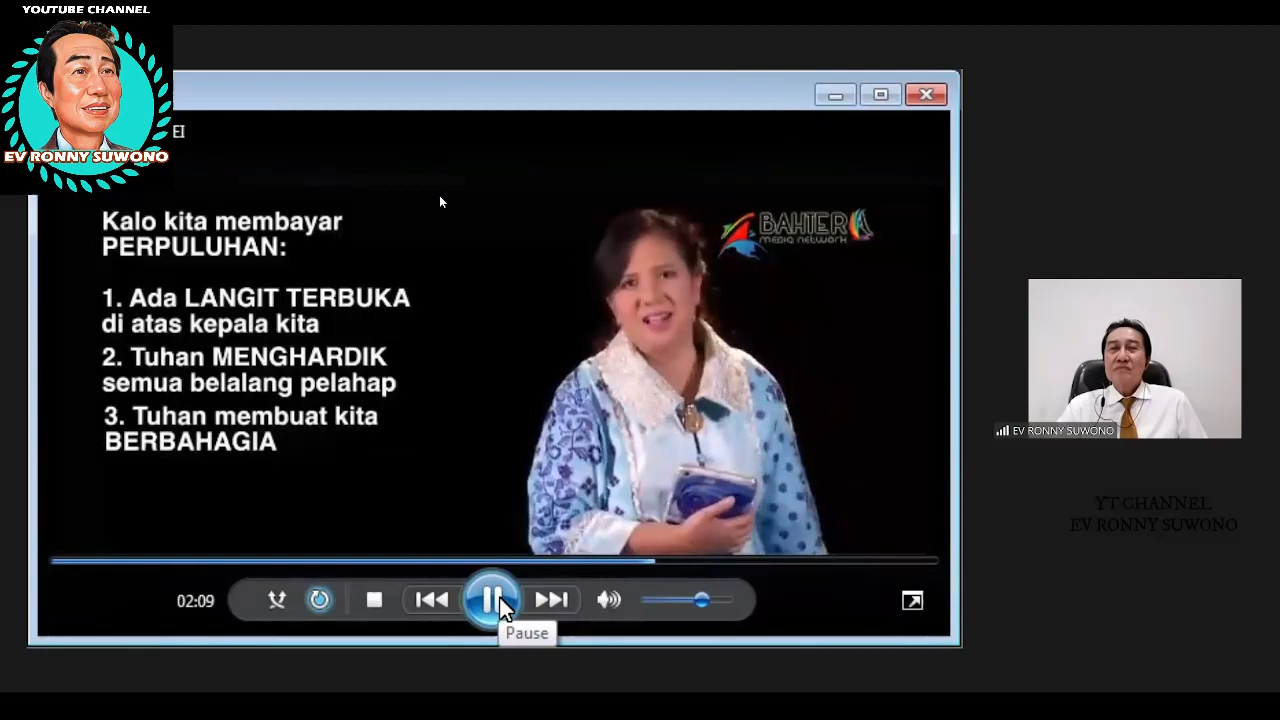 YOUTUBE CHANNEL
EV RONNY SUWONO
EI
Kalo kita membayar
PERPULUHAN:
1. Ada LANGIT TERBUKA
di atas kepala kita
2. Tuhan MENGHARDIK
semua belalang pelahap
3. Tuhan membuat kita
BERBAHAGIA
BAHTERA
MEDIA NETWORK
02:09
Pause
EV RONNY SUWONO
YT CHANNEL
EV RONNY SUWONO